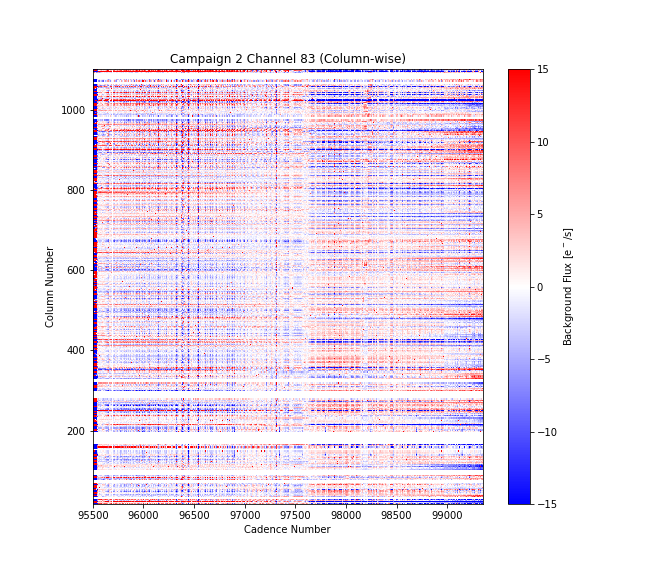 Campaign 2 Channel 83 (Column-wise)
Column Number
1000
800
600
400
200
95500 96000 96500 97000 97500 98000 98500 99000
Cadence Number
15
10
5
0
−5
−10
−15
Background Flux [e⁻/s]